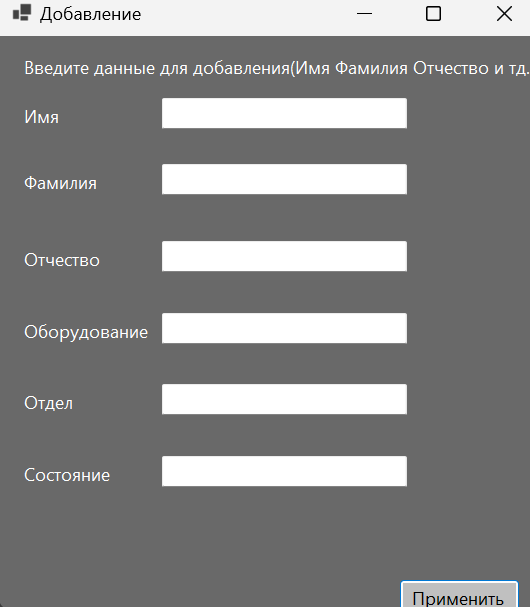 Добавление
Введите данные для добавления(Имя Фамилия Отчество и тд.
Имя
Фамилия
Отчество
Оборудование
Отдел
Состояние
Применить